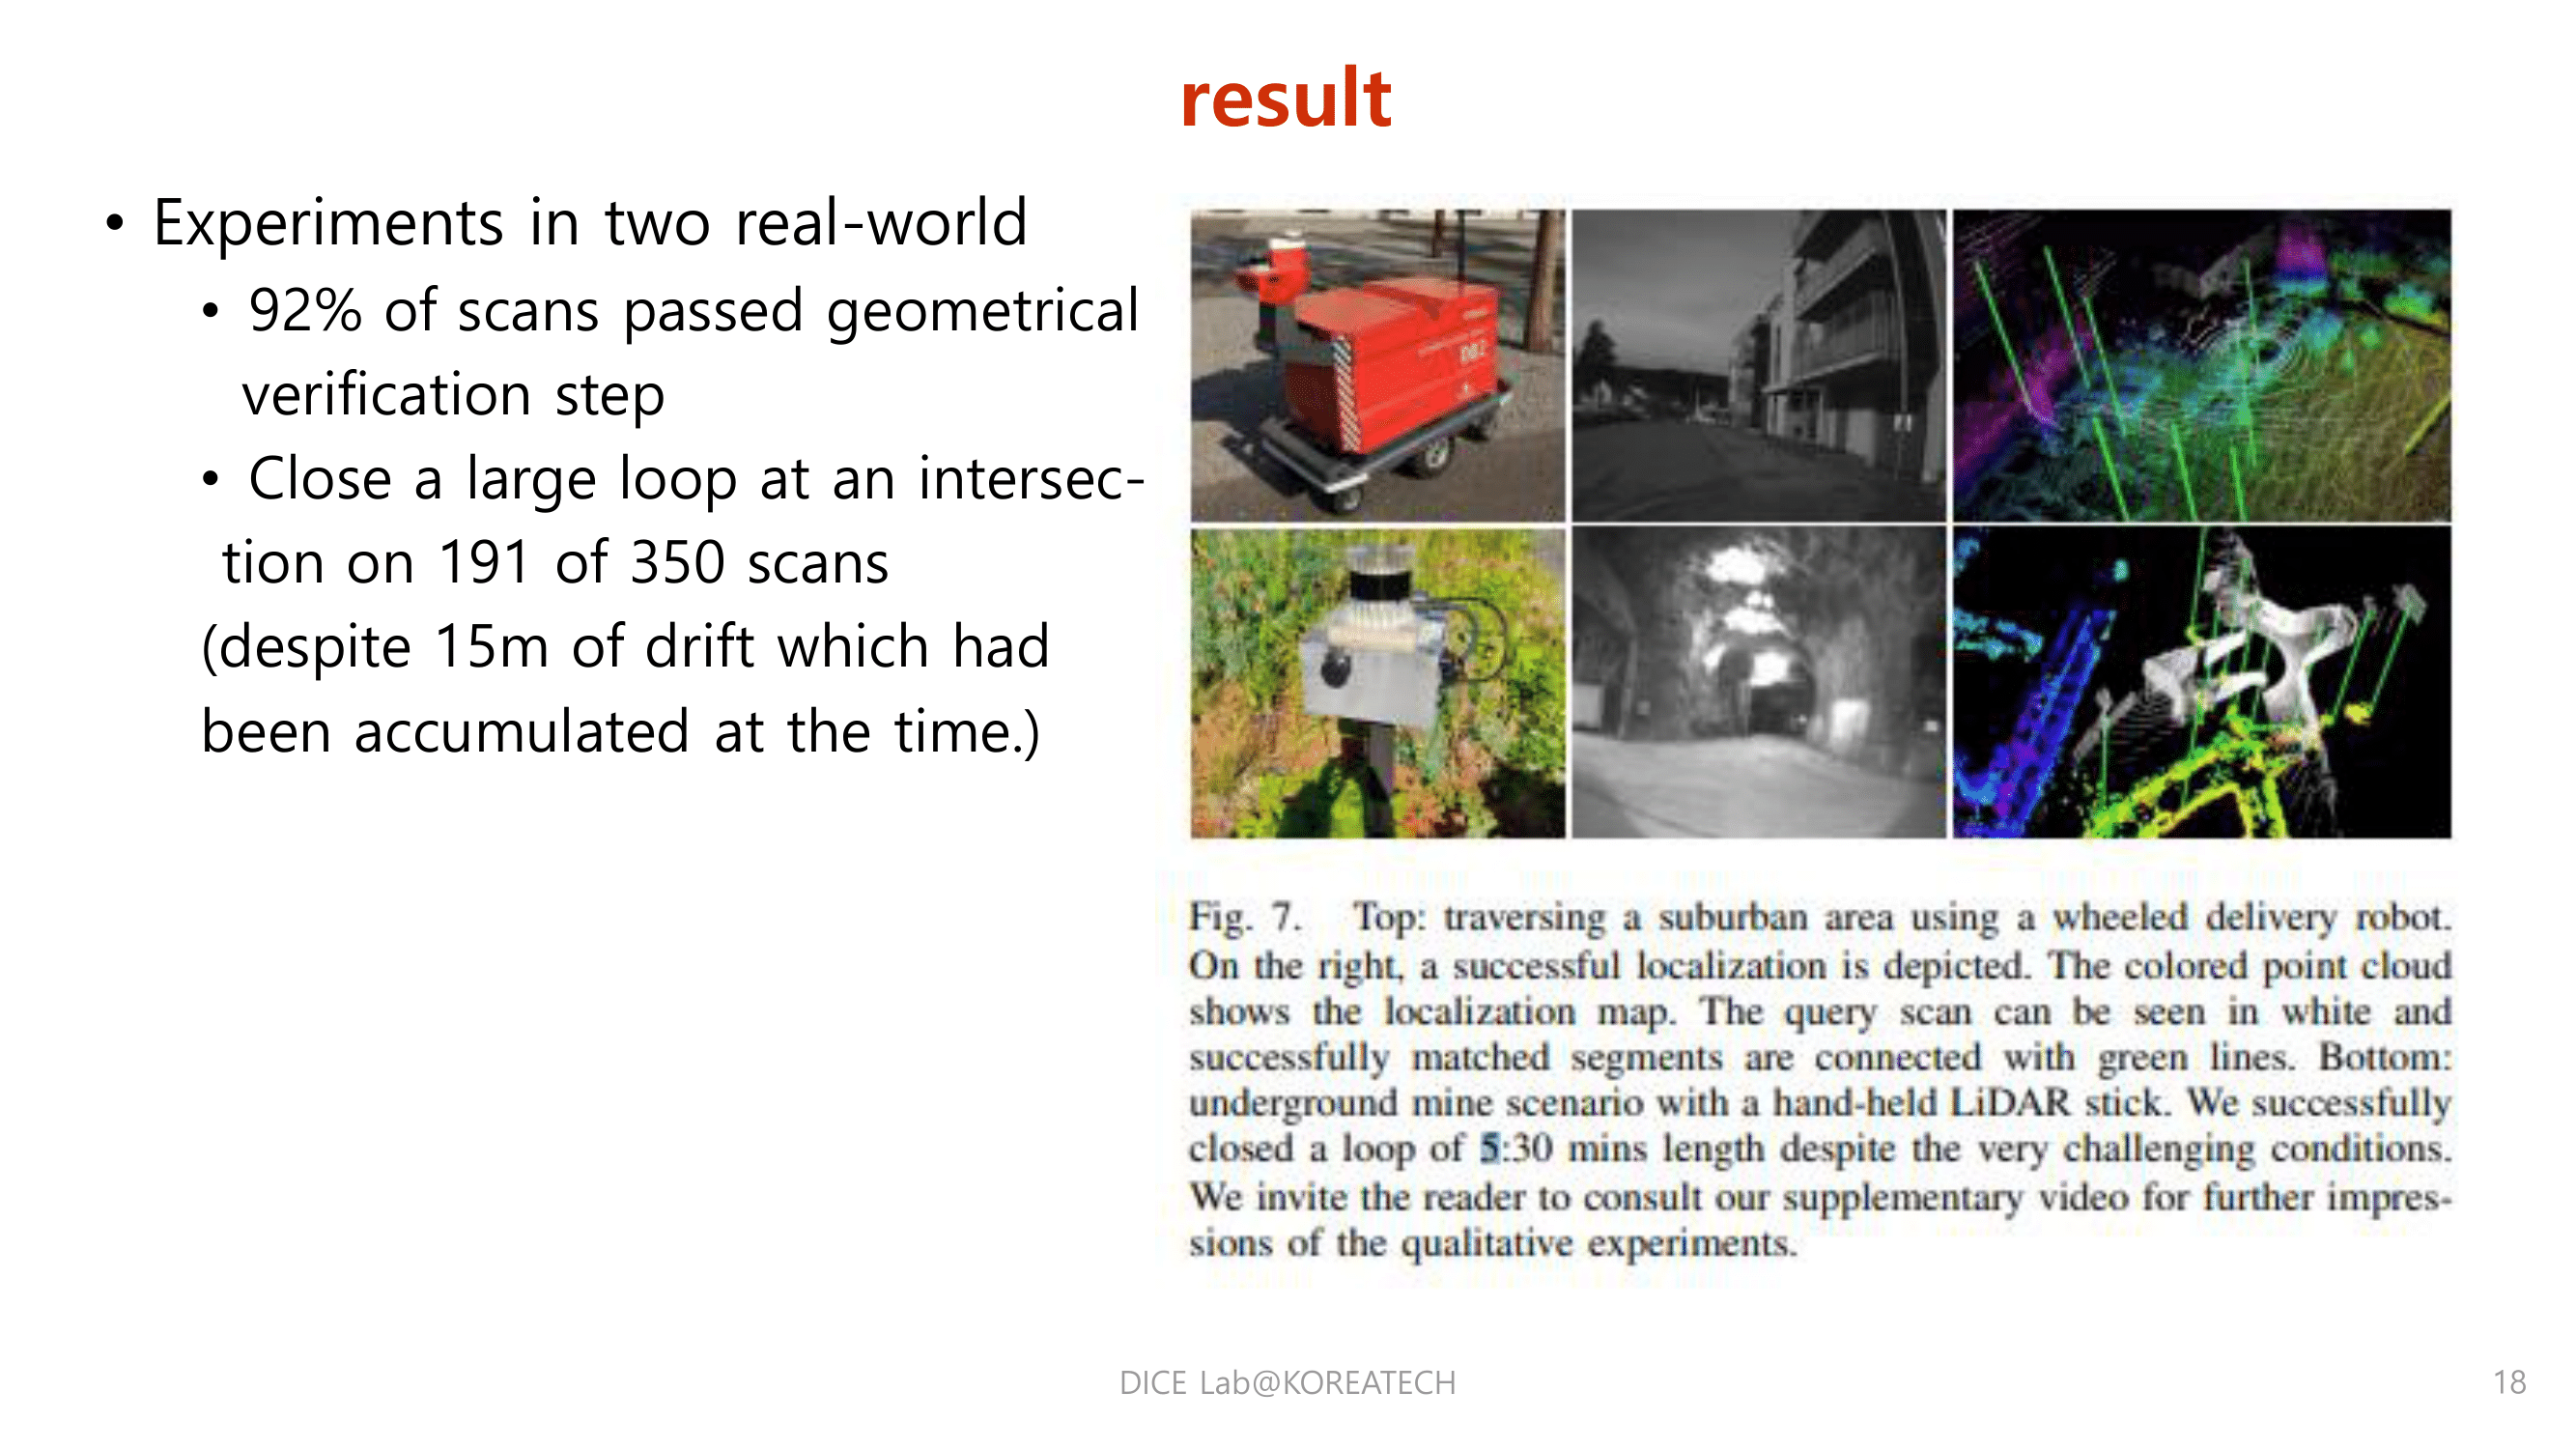 result
• Experiments in two real-world
• 92% of scans passed geometrical
verification step
• Close a large loop at an intersec-
tion on 191 of 350 scans
(despite 15m of drift which had
been accumulated at the time.)
Fig. 7. Top: traversing a suburban area using a wheeled delivery robot.
On the right, a successful localization is depicted. The colored point cloud
shows the localization map. The query scan can be seen in white and
successfully matched segments are connected with green lines. Bottom:
underground mine scenario with a hand-held LiDAR stick. We successfully
closed a loop of 5:30 mins length despite the very challenging conditions.
We invite the reader to consult our supplementary video for further impres-
sions of the qualitative experiments.
DICE Lab@KOREATECH
18